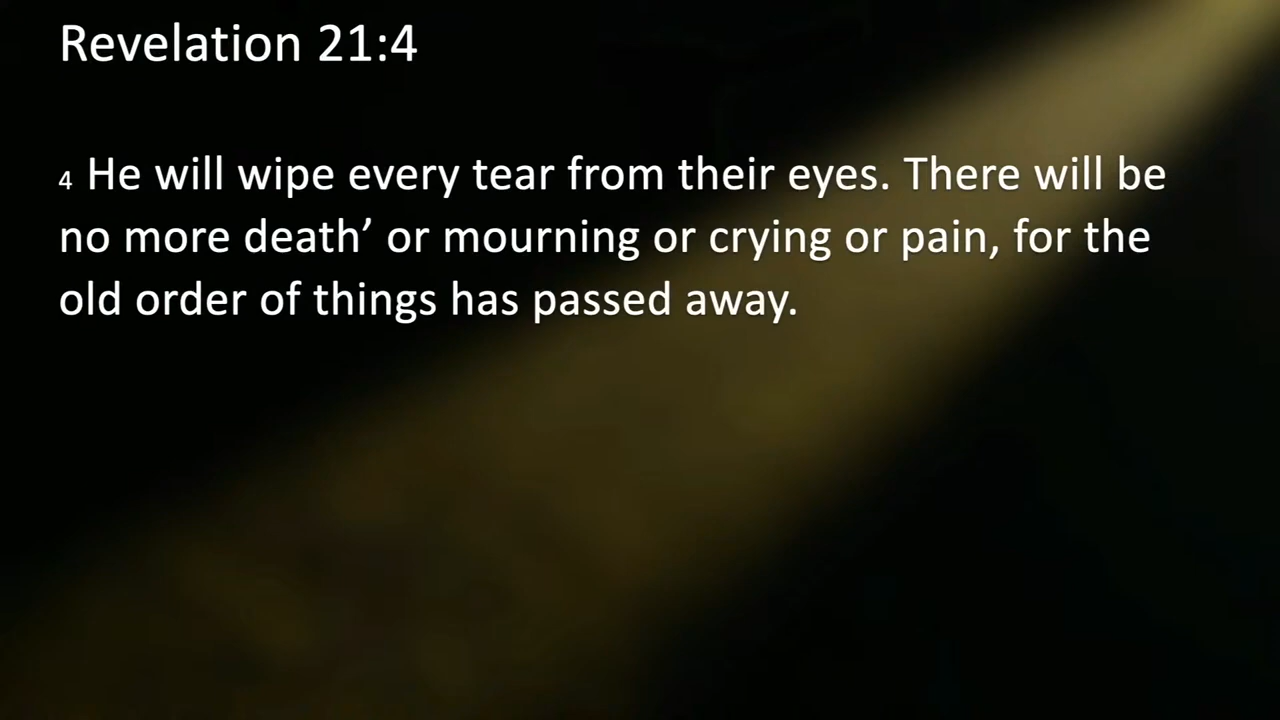 Revelation 21:4
4 He will wipe every tear from their eyes. There will be
no more death’ or mourning or crying or pain, for the
old order of things has passed away.